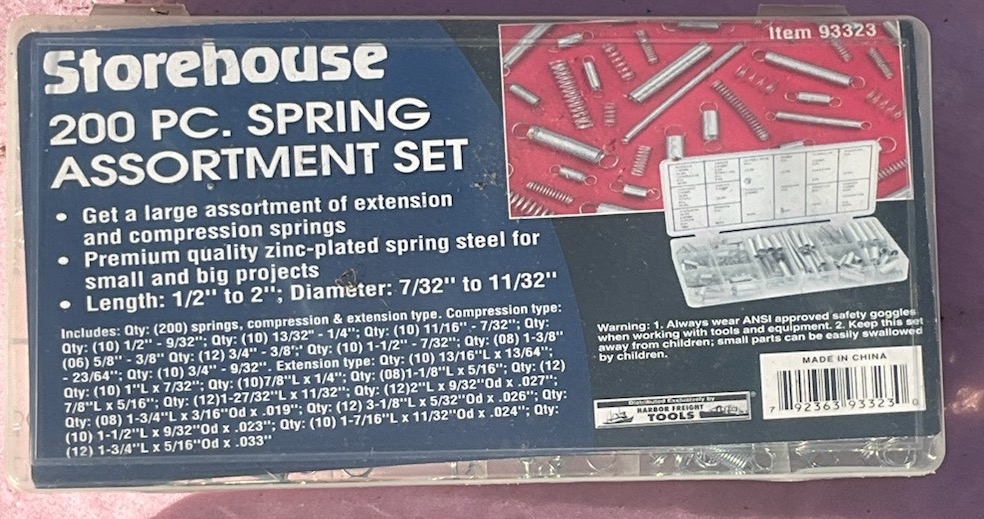 Storehouse
200 PC. SPRING
ASSORTMENT SET
• Get a large assortment of extension
and compression springs
• Premium quality zinc-plated spring steel for
small and big projects
• Length: 1/2" to 2"; Diameter: 7/32" to 11/32"
Includes: Qty: (200) springs, compression & extension type. Compression type:
Qty: (10) 1/2" - 9/32"; Qty: (10) 13/32" - 1/4"; Qty: (10) 11/16" - 7/32"; Qty:
(06) 5/8" - 3/8" Qty: (12) 3/4" - 3/8";" Qty: (10) 1-1/2" - 7/32"; Qty: (08) 1-3/8"
- 23/64"; Qty: (10) 3/4" - 9/32". Extension type: Qty: (10) 13/16"L x 13/64";
Qty: (10) 1"L x 7/32"; Qty: (10)7/8"L x 1/4"; Qty: (08)1-1/8"L x 5/16"; Qty: (12)
7/8"L x 5/16"; Qty: (12)1-27/32"L x 11/32"; Qty: (12)2"L x 9/32"Od x .027";
Qty: (08) 1-3/4"L x 3/16"Od x .019"; Qty: (12) 3-1/8"L x 5/32"Od x .026"; Qty:
(10) 1-1/2"L x 9/32"Od x .023"; Qty: (10) 1-7/16"L x 11/32"Od x .024"; Qty:
(12) 1-3/4"L x 5/16"Od x .033"
Item 93323
Warning: 1. Always wear ANSI approved safety goggles
when working with tools and equipment. 2. Keep this set
away from children; small parts can be easily swallowed
by children.
MADE IN CHINA
7 92363 93323 0
Distributed Exclusively by
HARBOR FREIGHT
TOOLS